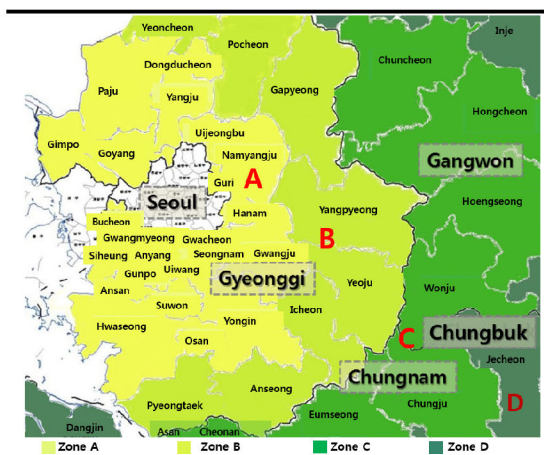 Yeoncheon
Pocheon
Inje
Dongducheon
Chuncheon
Paju
Gapyeong
Yangju
Hongcheon
Uijeongbu
Gimpo
Goyang
Namyangju
Gangwon
Guri
A
Seoul
Hoengseong
Hanam
Yangpyeong
Bucheon
B
Gwangmyeong
Gwacheon
Siheung
Anyang
Seongnam
Gwangju
Gunpo
Uiwang
Gyeonggi
Yeoju
Wonju
Ansan
Suwon
Icheon
Hwaseong
Yongin
C
Chungbuk
Osan
Jecheon
Chungnam
Anseong
D
Pyeongtaek
Eumseong
Chungju
Dangjin
Asan
Cheonan
Zone A
Zone B
Zone C
Zone D